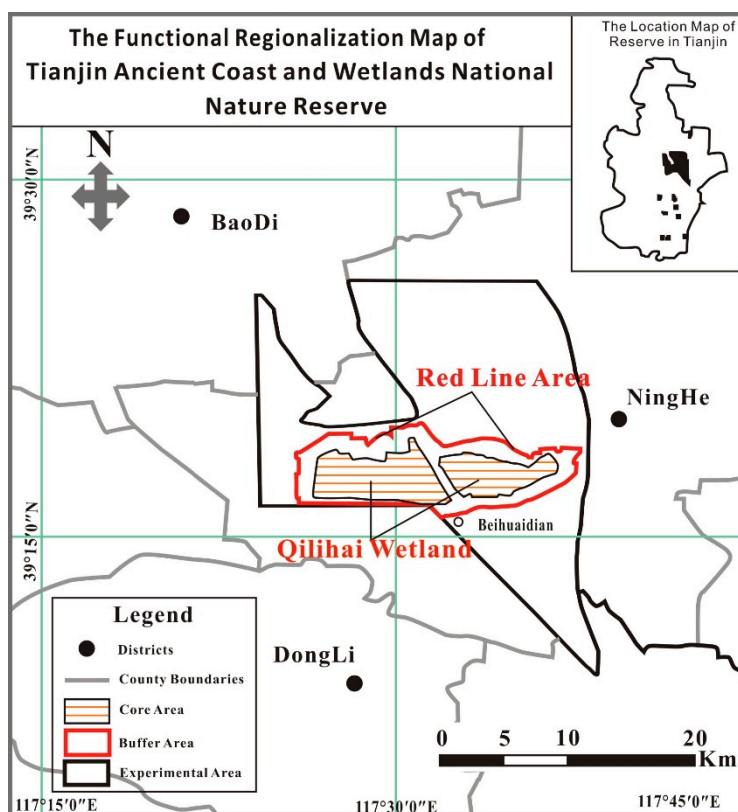 The Functional Regionalization Map of
Tianjin Ancient Coast and Wetlands National
Nature Reserve
The Location Map of
Reserve in Tianjin
N
39°30'0"N
BaoDi
Red Line Area
NingHe
Beihuaidian
Qilihai Wetland
39°15'0"N
Legend
Districts
County Boundaries
Core Area
Buffer Area
Experimental Area
DongLi
0 5 10 20
Km
117°15'0"E
117°30'0"E
117°45'0"E